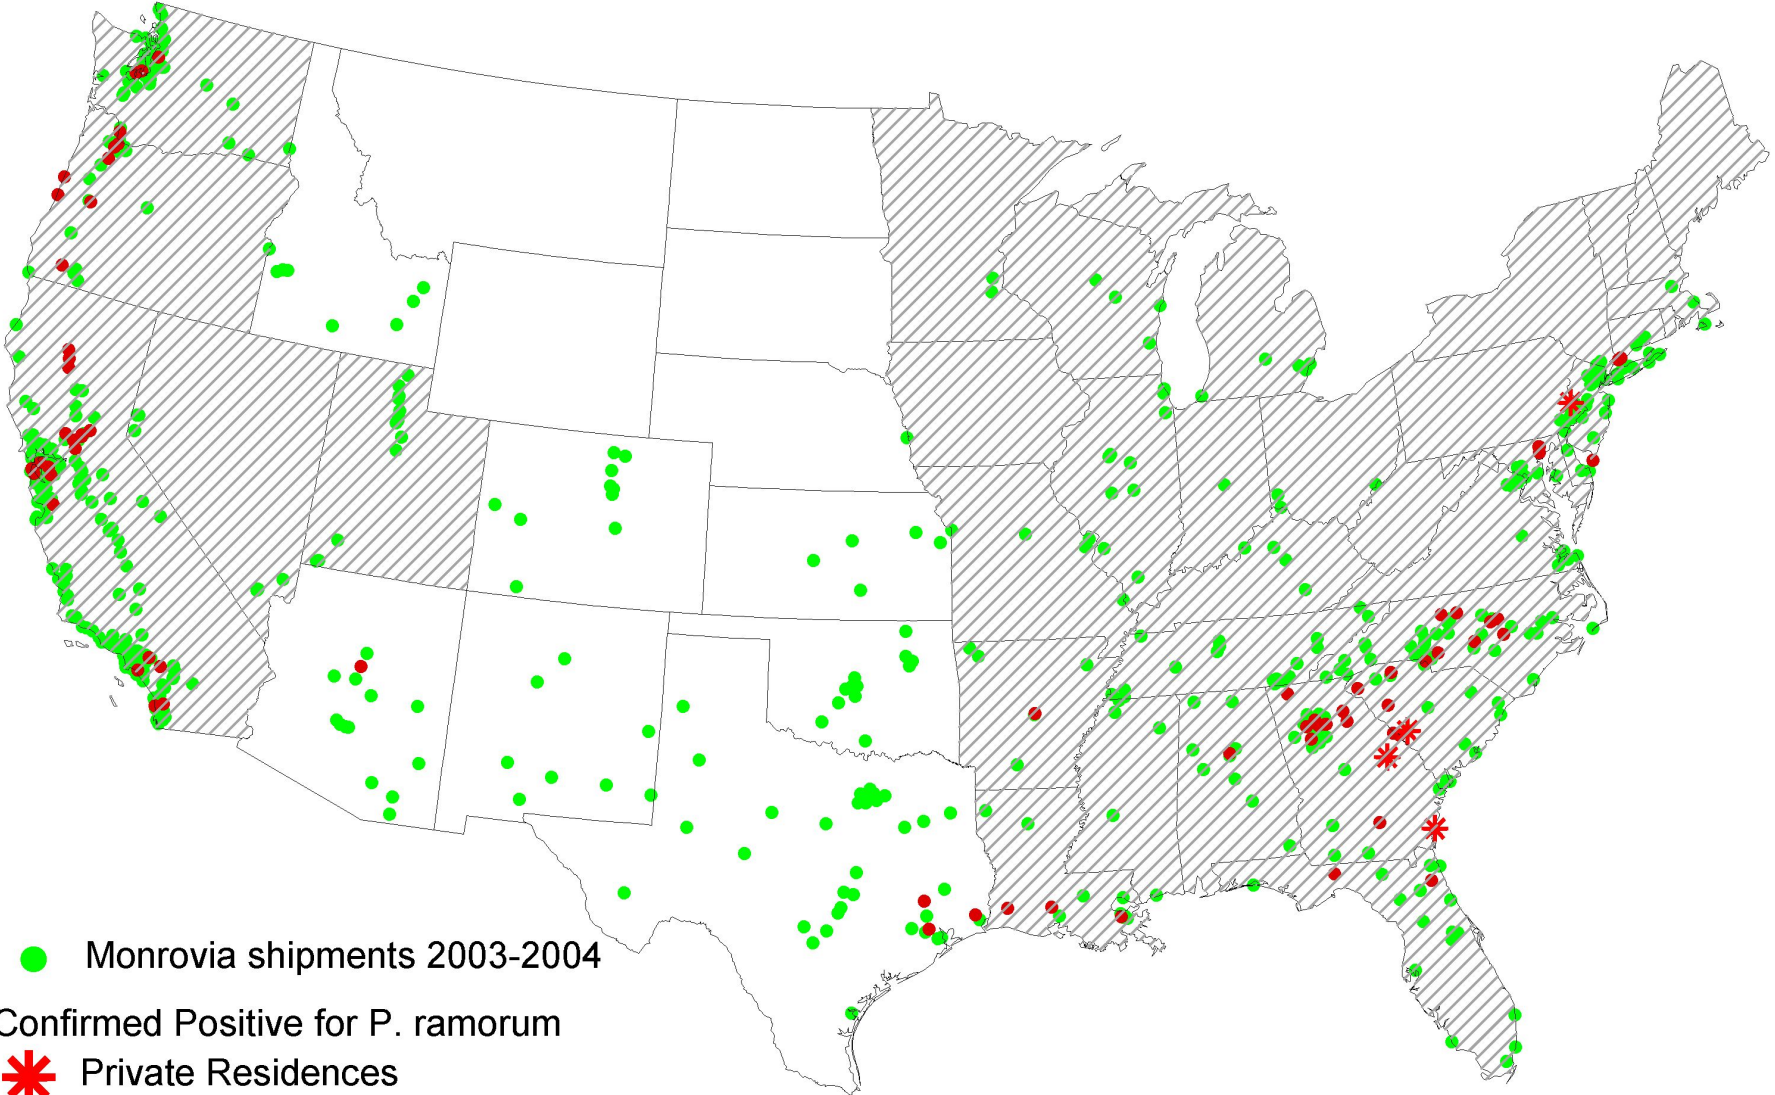 Monrovia shipments 2003-2004
Confirmed Positive for P. ramorum
Private Residences